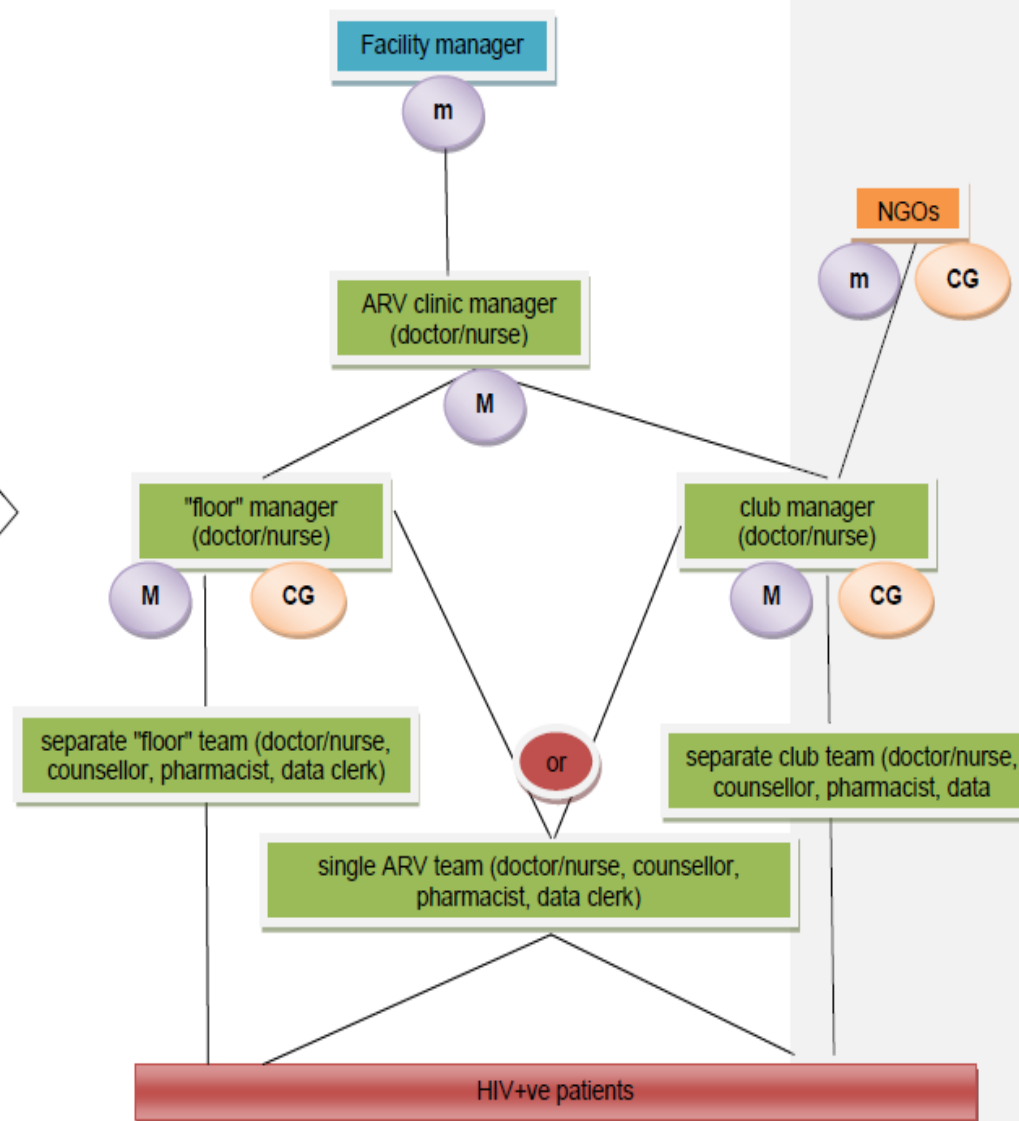 Facility manager
m
NGOs
m
CG
ARV clinic manager
(doctor/nurse)
M
"floor" manager
(doctor/nurse)
M
CG
club manager
(doctor/nurse)
M
CG
separate "floor" team (doctor/nurse,
counsellor, pharmacist, data clerk)
or
separate club team (doctor/nurse,
counsellor, pharmacist, data
single ARV team (doctor/nurse, counsellor,
pharmacist, data clerk)
HIV+ve patients